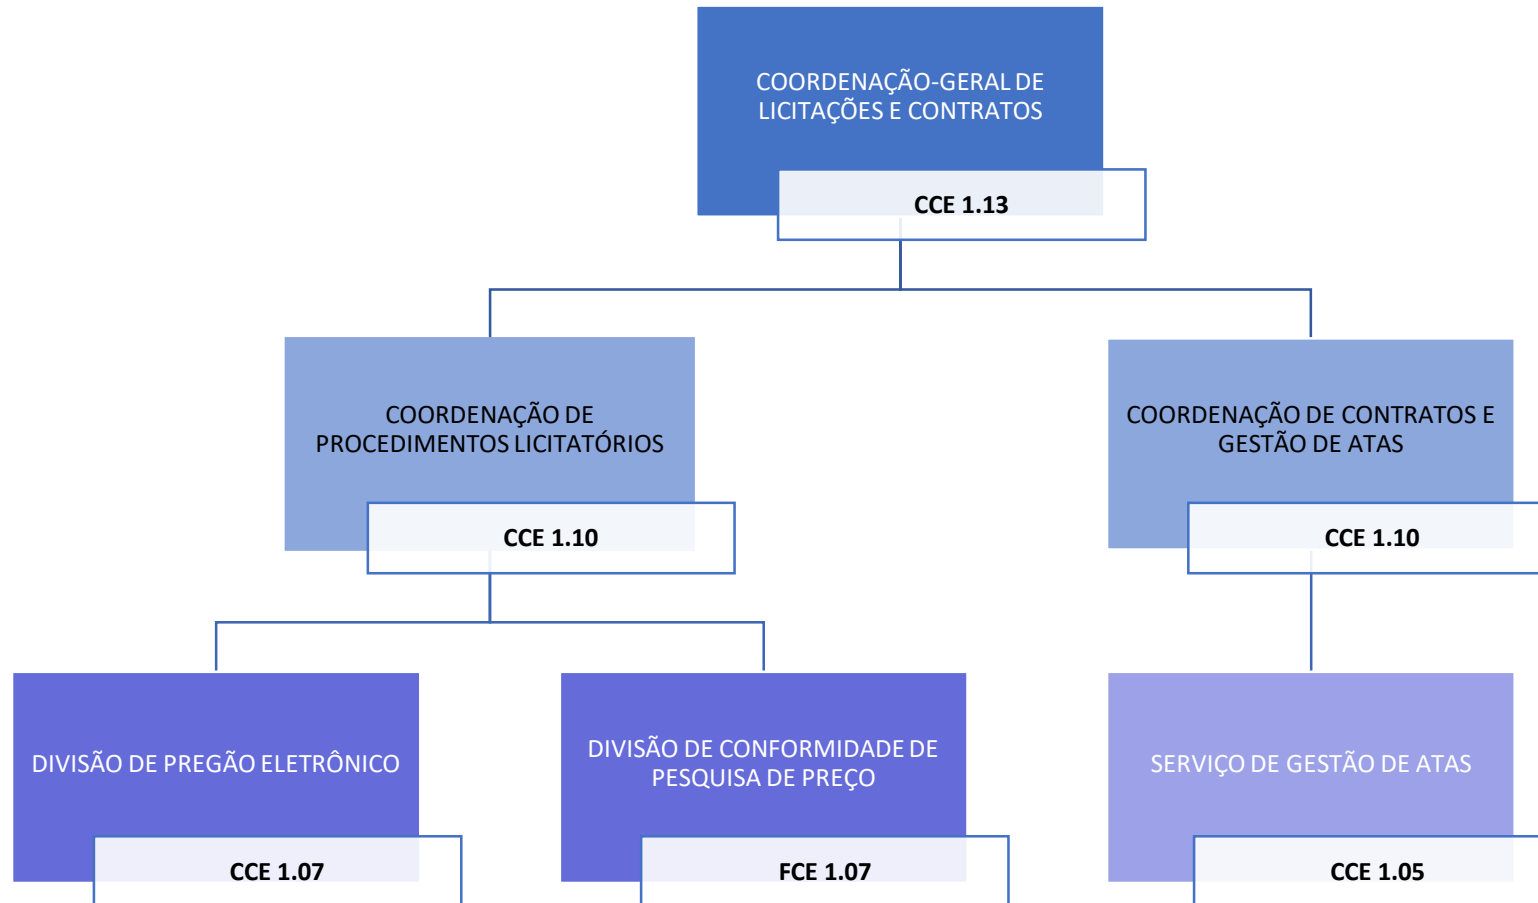 COORDENAÇÃO-GERAL DE
LICITAÇÕES E CONTRATOS
CCE 1.13
COORDENAÇÃO DE
PROCEDIMENTOS LICITATÓRIOS
CCE 1.10
COORDENAÇÃO DE CONTRATOS E
GESTÃO DE ATAS
CCE 1.10
DIVISÃO DE PREGÃO ELETRÔNICO
CCE 1.07
DIVISÃO DE CONFORMIDADE DE
PESQUISA DE PREÇO
FCE 1.07
SERVIÇO DE GESTÃO DE ATAS
CCE 1.05